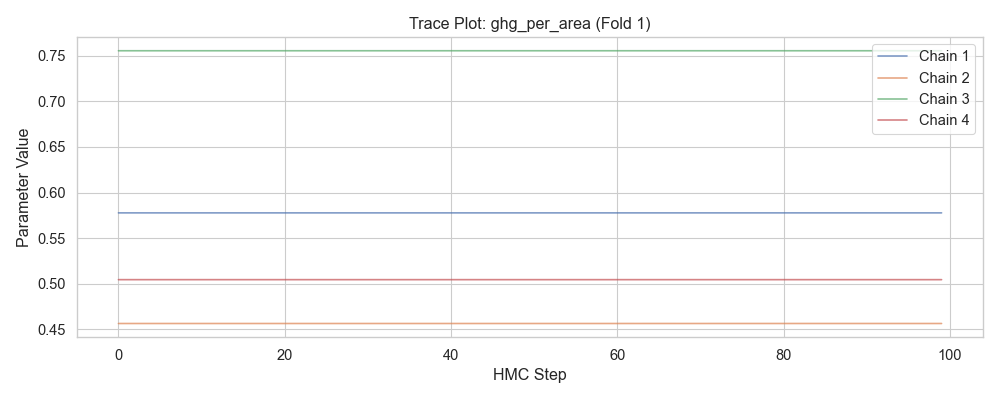 Trace Plot: ghg_per_area (Fold 1)
Parameter Value
0.75
0.70
0.65
0.60
0.55
0.50
0.45
Chain 1
Chain 2
Chain 3
Chain 4
0 20 40 60 80 100
HMC Step